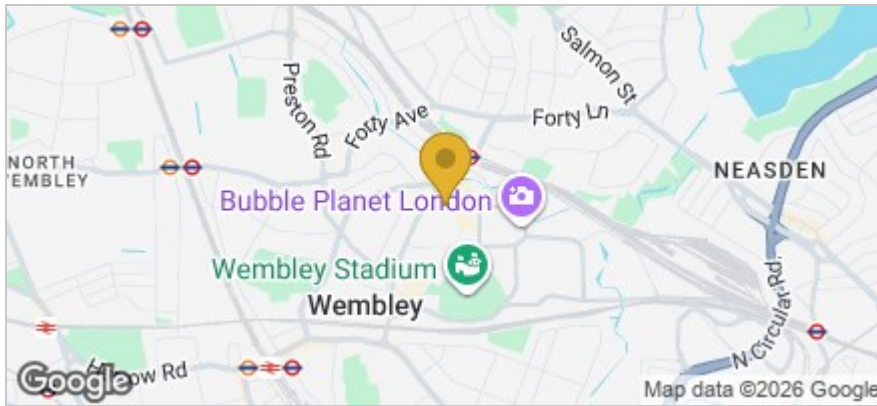 Salmon St
Preston Rd
Forty Ave
Forty Ln
NORTH
NEASDEN
Bubble Planet London
Wembley Stadium
Wembley
N Circular Rd.
Google
Map data ©2026 Google